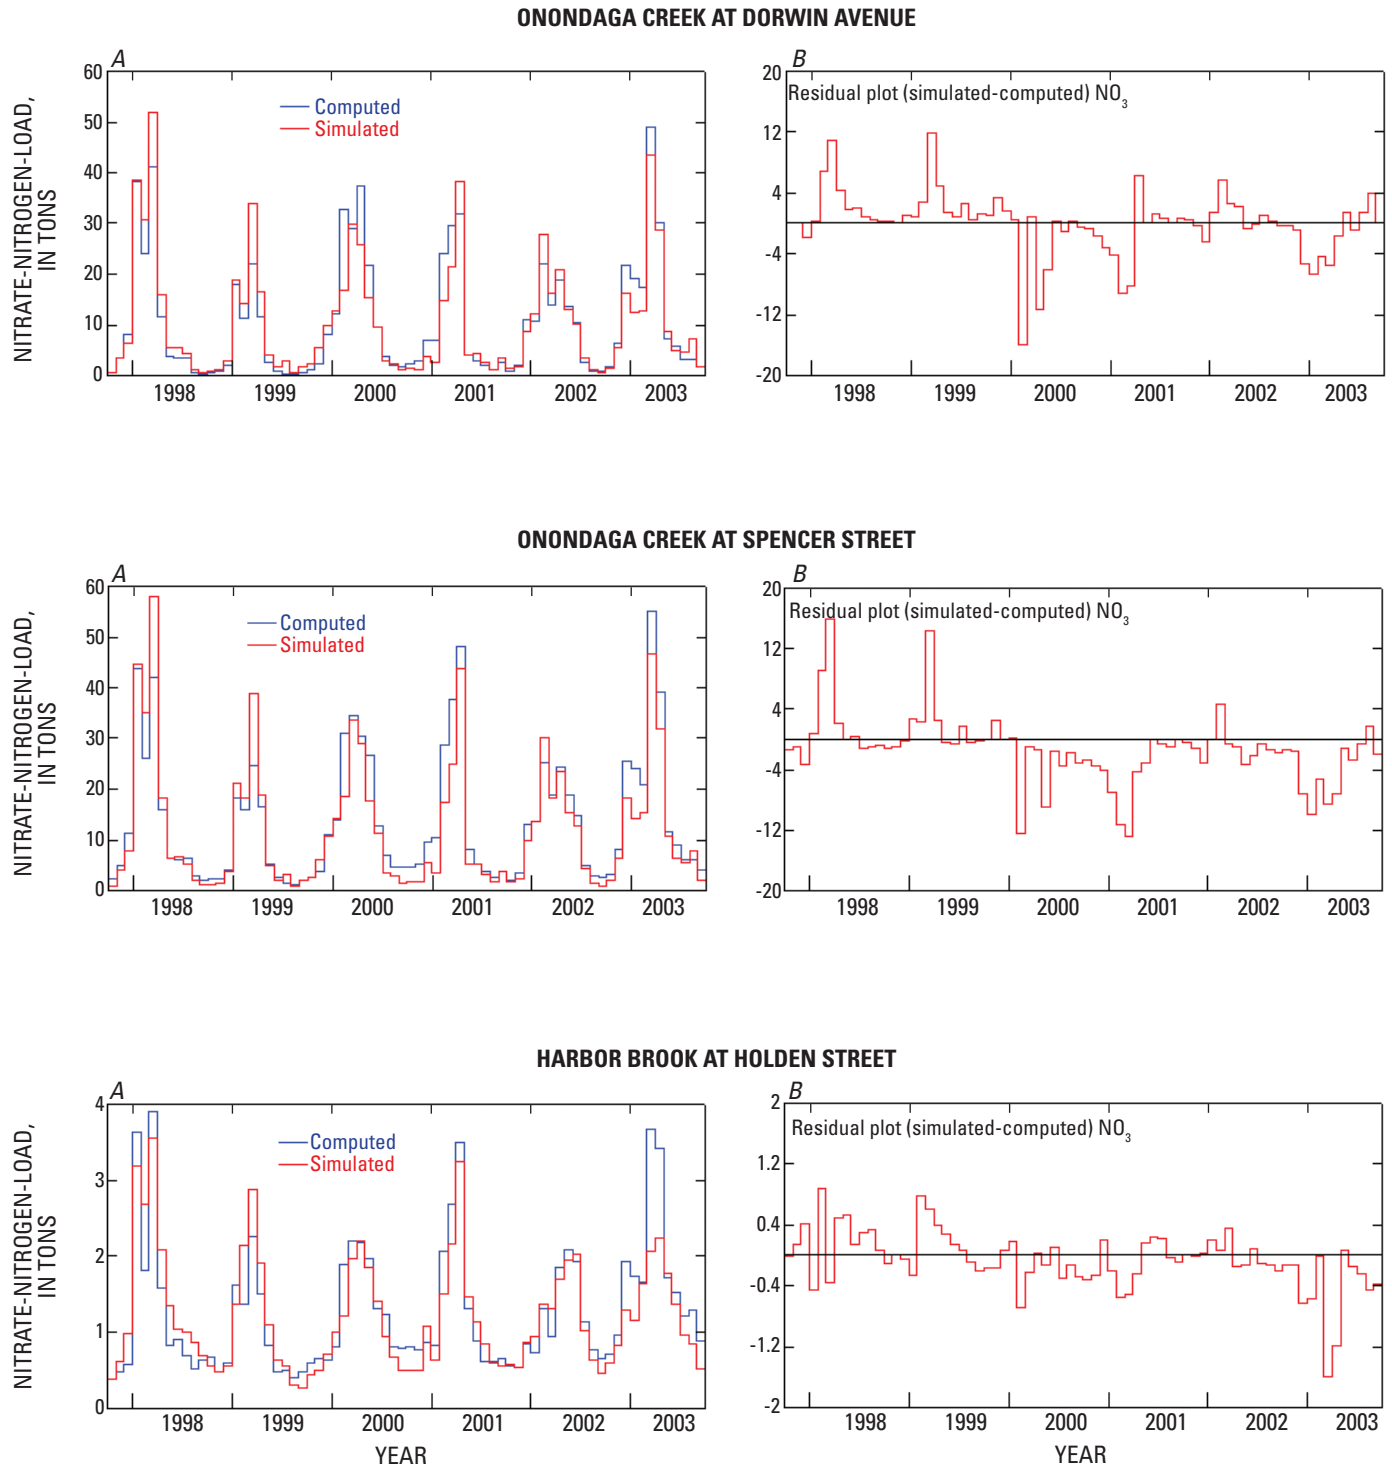 ONONDAGA CREEK AT DORWIN AVENUE
A
NITRATE-NITROGEN-LOAD,
IN TONS
60
50
40
30
20
10
0
Computed
Simulated
1998 1999 2000 2001 2002 2003
B
Residual plot (simulated-computed) NO3
20
12
4
-4
-12
-20
1998 1999 2000 2001 2002 2003
ONONDAGA CREEK AT SPENCER STREET
A
NITRATE-NITROGEN-LOAD,
IN TONS
60
50
40
30
20
10
0
Computed
Simulated
1998 1999 2000 2001 2002 2003
B
Residual plot (simulated-computed) NO3
20
12
4
-4
-12
-20
1998 1999 2000 2001 2002 2003
HARBOR BROOK AT HOLDEN STREET
A
NITRATE-NITROGEN-LOAD,
IN TONS
4
3
2
1
0
Computed
Simulated
1998 1999 2000 2001 2002 2003
YEAR
B
Residual plot (simulated-computed) NO3
2
1.2
0.4
-0.4
-1.2
-2
1998 1999 2000 2001 2002 2003
YEAR